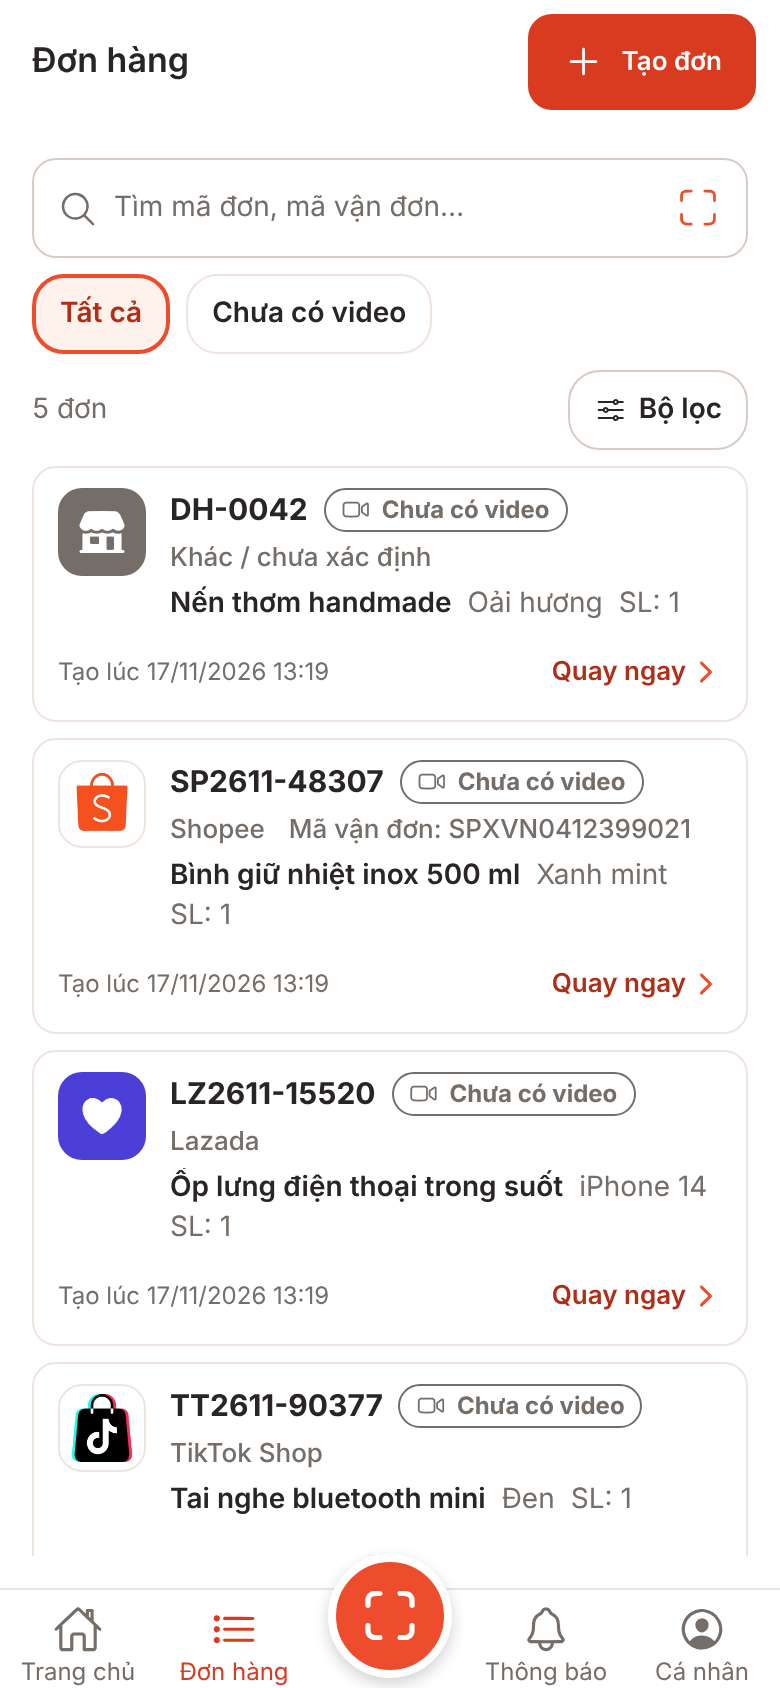 Đơn hàng
Tạo đơn
Tìm mã đơn, mã vận đơn...
Tất cả
Chưa có video
5 đơn
Bộ lọc
DH-0042 Chưa có video
Khác / chưa xác định
Nến thơm handmade Oải hương SL: 1
Tạo lúc 17/11/2026 13:19 Quay ngay
SP2611-48307 Chưa có video
Shopee Mã vận đơn: SPXVN0412399021
Bình giữ nhiệt inox 500 ml Xanh mint
SL: 1
Tạo lúc 17/11/2026 13:19 Quay ngay
LZ2611-15520 Chưa có video
Lazada
Ốp lưng điện thoại trong suốt iPhone 14
SL: 1
Tạo lúc 17/11/2026 13:19 Quay ngay
TT2611-90377 Chưa có video
TikTok Shop
Tai nghe bluetooth mini Đen SL: 1
Trang chủ
Đơn hàng
Thông báo
Cá nhân